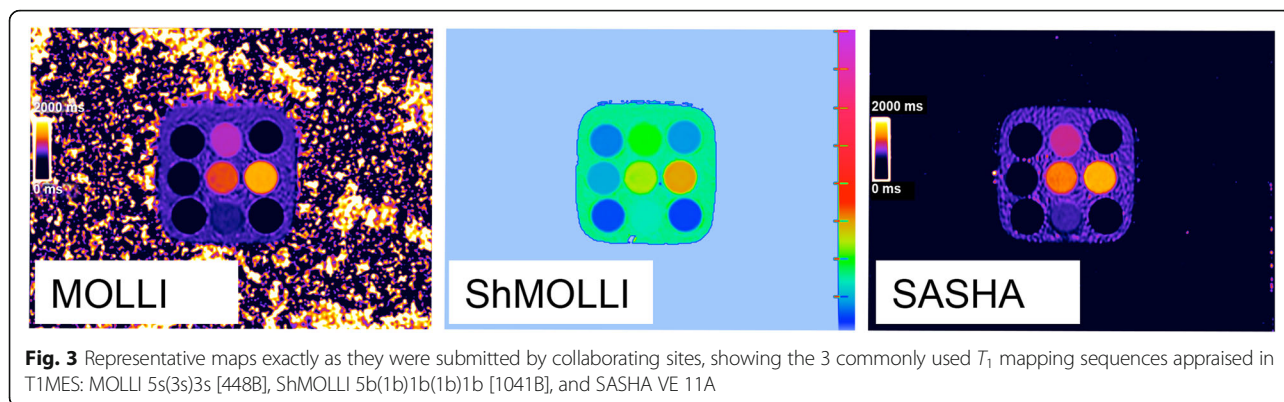 2000 ms
0 ms
MOLLI
ShMOLLI
2000 ms
0 ms
SASHA
Fig. 3 Representative maps exactly as they were submitted by collaborating sites, showing the 3 commonly used T1 mapping sequences appraised in
T1MES: MOLLI 5s(3s)3s [448B], ShMOLLI 5b(1b)1b(1b)1b [1041B], and SASHA VE 11A